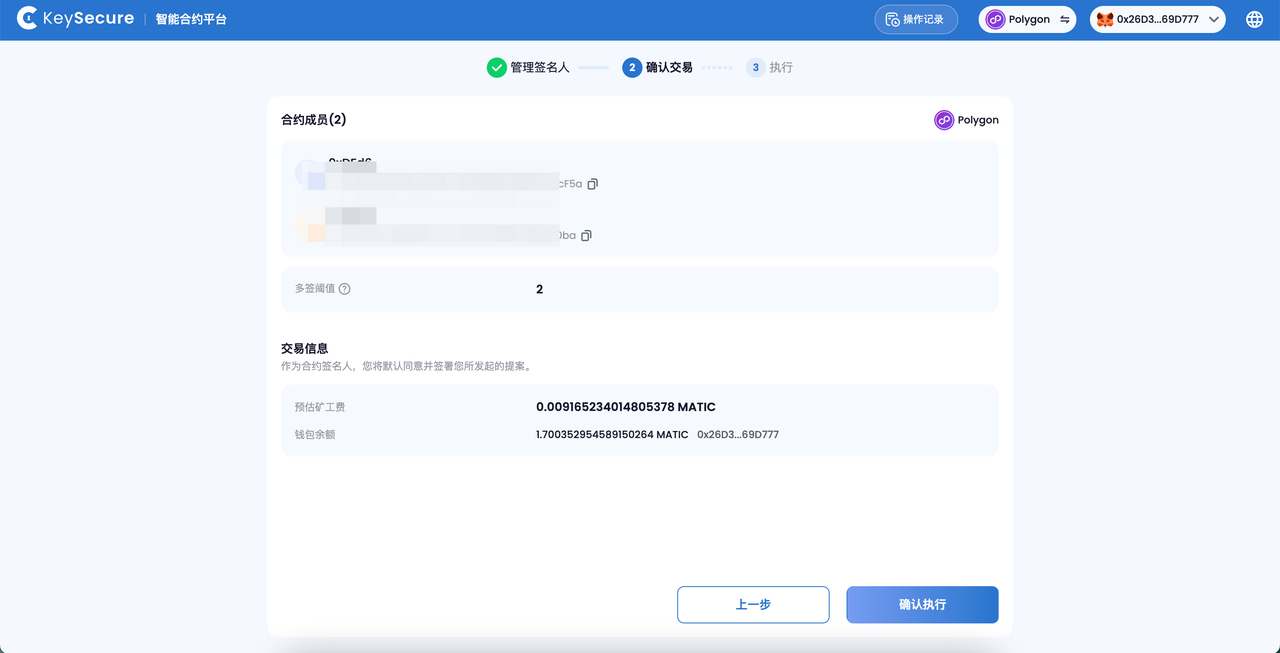 KeySecure 智能合约平台 操作记录 Polygon 0x26D3...69D777
管理签名人 2 确认交易 3 执行
合约成员(2) Polygon
cF5a
0ba
多签阈值 ? 2
交易信息
作为合约签名人，您将默认同意并签署您所发起的提案。
预估矿工费 0.009165234014805378 MATIC
钱包余额 1.700352954589150264 MATIC 0x26D3...69D777
上一步 确认执行